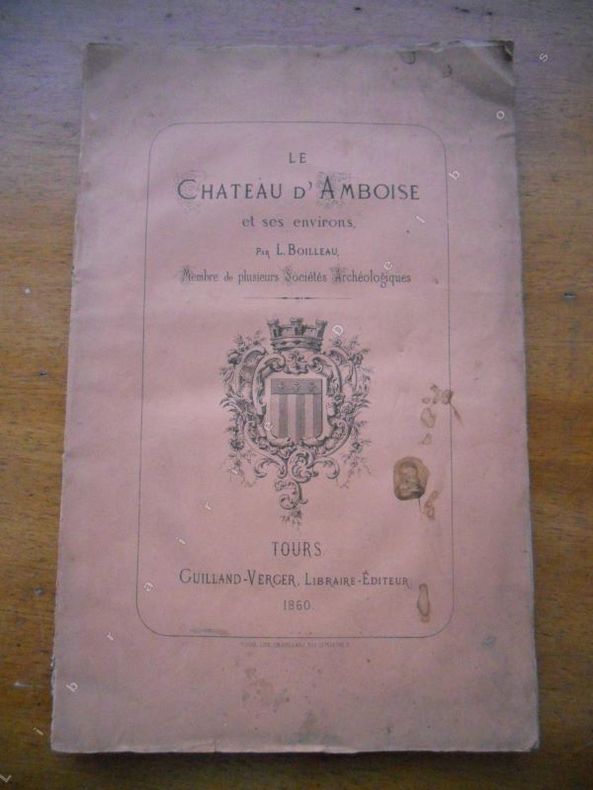 LE
CHATEAU D'AMBOISE
et ses environs,
PAR L. BOILLEAU,
Membre de plusieurs Sociétés Archéologiques
TOURS
GUILLAND-VERGER, LIBRAIRE-ÉDITEUR
1860.